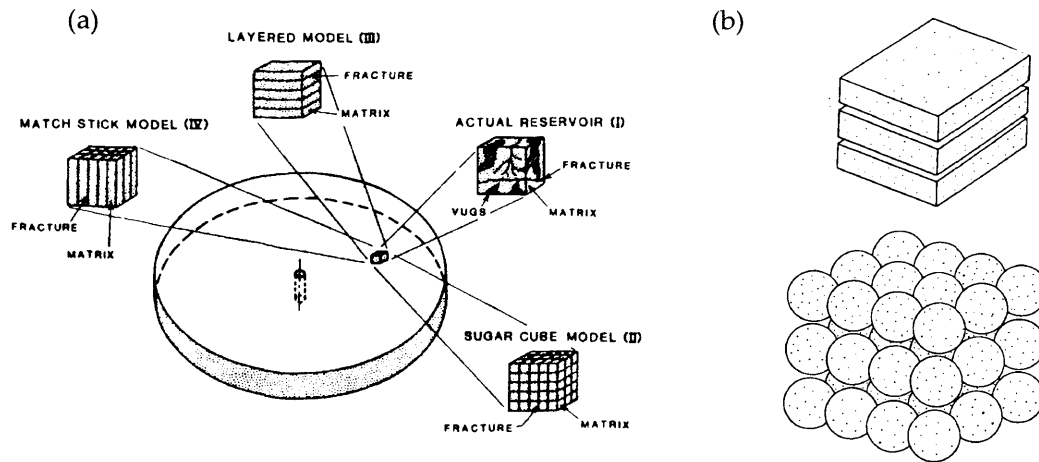 (a)
(b)
LAYERED MODEL (III)
FRACTURE
MATRIX
MATCH STICK MODEL (IV)
FRACTURE
MATRIX
ACTUAL RESERVOIR (I)
FRACTURE
VUGS
MATRIX
SUGAR CUBE MODEL (II)
FRACTURE
MATRIX